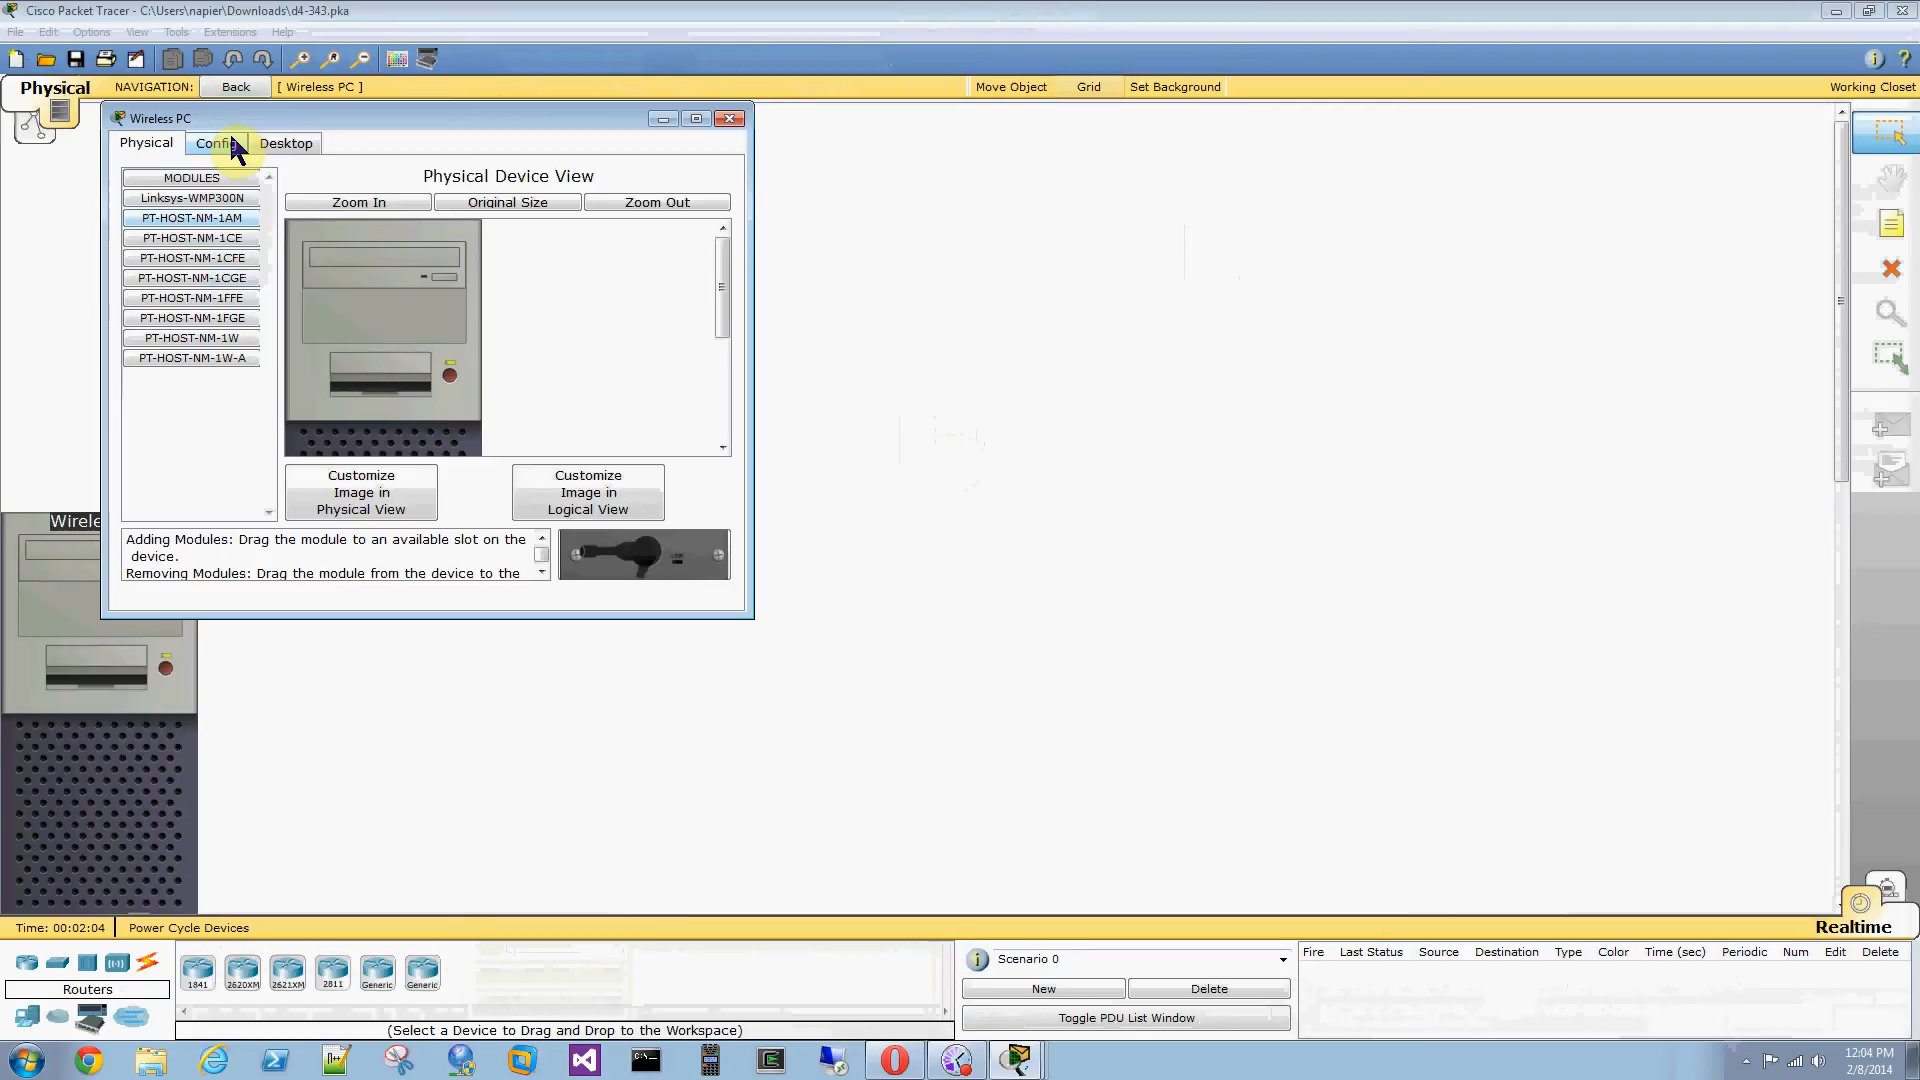 Cisco Packet Tracer - C:\Users\napier\Downloads\d4-343.pka
File Edit Options View Tools Extensions Help
Physical NAVIGATION: Back [ Wireless PC ] Move Object Grid Set Background Working Closet
Wireless PC
Physical Config Desktop
MODULES
Linksys-WMP300N
PT-HOST-NM-1AM
PT-HOST-NM-1CE
PT-HOST-NM-1CFE
PT-HOST-NM-1CGE
PT-HOST-NM-1FFE
PT-HOST-NM-1FGE
PT-HOST-NM-1W
PT-HOST-NM-1W-A
Physical Device View
Zoom In Original Size Zoom Out
Customize
Image in
Physical View
Customize
Image in
Logical View
Wirele
Adding Modules: Drag the module to an available slot on the
device.
Removing Modules: Drag the module from the device to the
Time: 00:02:04 Power Cycle Devices Realtime
Routers
1841 2620XM 2621XM 2811 Generic Generic
(Select a Device to Drag and Drop to the Workspace)
Scenario 0
New Delete
Toggle PDU List Window
Fire Last Status Source Destination Type Color Time (sec) Periodic Num Edit Delete
12:04 PM
2/8/2014